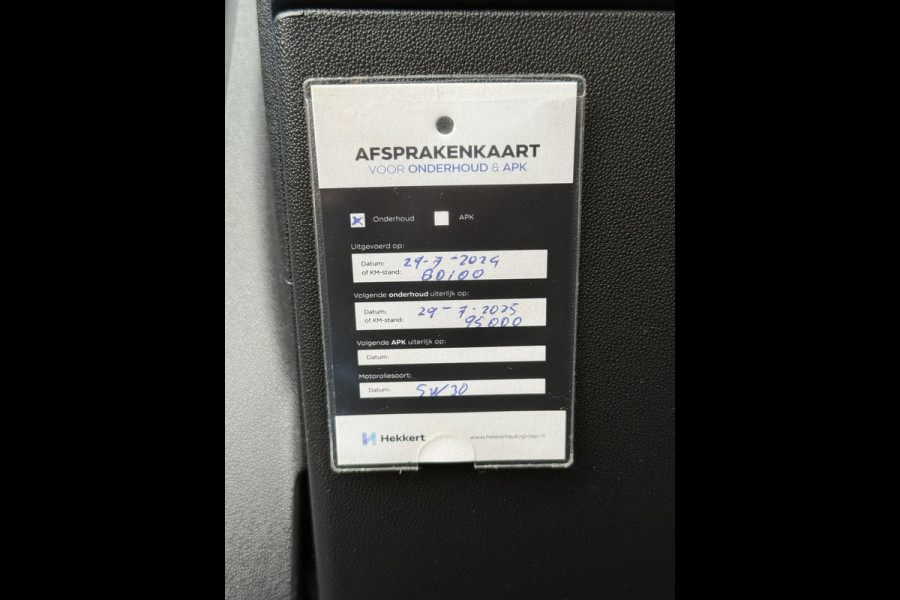 AFSPRAKENKAART
VOOR ONDERHOUD & APK
x Onderhoud APK
Uitgevoerd op:
Datum: 29-7-2024
of KM-stand: 80100
Volgende onderhoud uiterlijk op:
Datum: 29-7-2025
of KM-stand: 95000
Volgende APK uiterlijk op:
Datum:
Motoroliesoort:
Datum: 5W30
Hekkert www.hekkertautogroep.nl